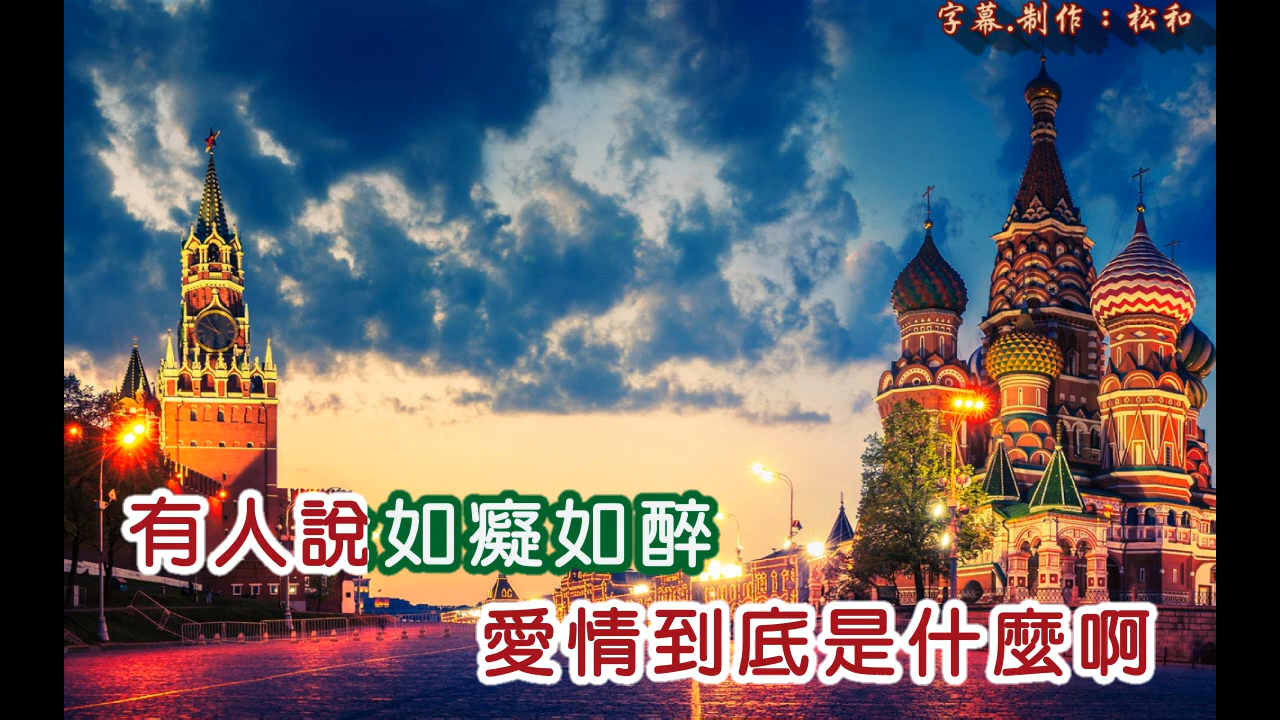 字幕.制作：松和
有人說如癡如醉
愛情到底是什麼啊